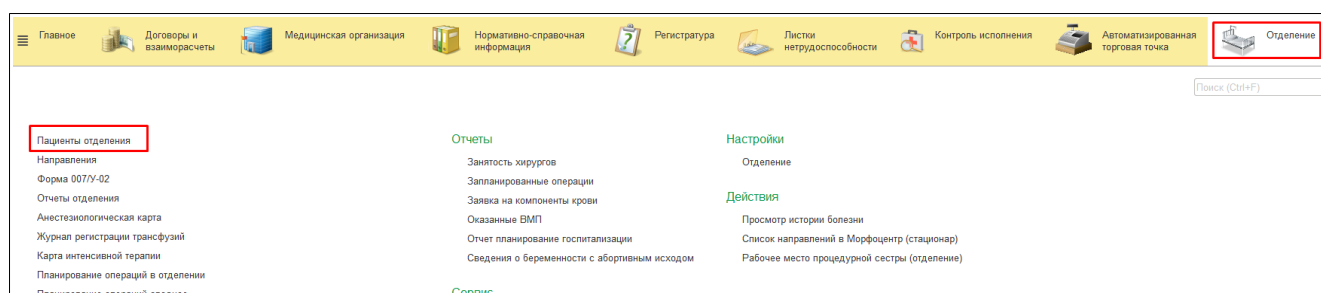 Главное
Договоры и
взаиморасчеты
Медицинская организация
Нормативно-справочная
информация
Регистратура
Листки
нетрудоспособности
Контроль исполнения
Автоматизированная
торговая точка
Отделение
Поиск (Ctrl+F)
Пациенты отделения
Направления
Форма 007/У-02
Отчеты отделения
Анестезиологическая карта
Журнал регистрации трансфузий
Карта интенсивной терапии
Планирование операций в отделении
Отчеты
Занятость хирургов
Запланированные операции
Заявка на компоненты крови
Оказанные ВМП
Отчет планирование госпитализации
Сведения о беременности с абортивным исходом
Сервис
Настройки
Отделение
Действия
Просмотр истории болезни
Список направлений в Морфоцентр (стационар)
Рабочее место процедурной сестры (отделение)